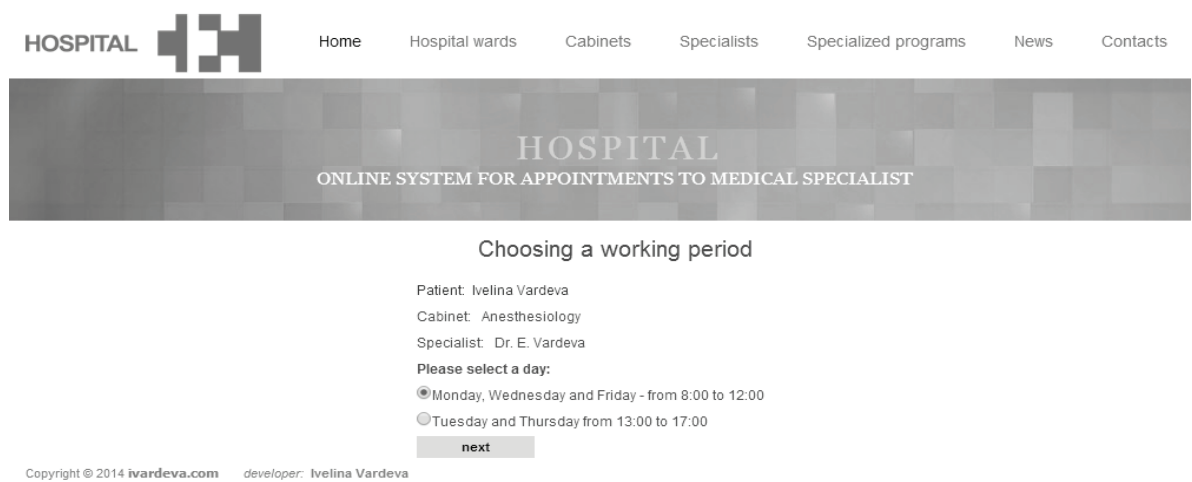 HOSPITAL Home Hospital wards Cabinets Specialists Specialized programs News Contacts
HOSPITAL
ONLINE SYSTEM FOR APPOINTMENTS TO MEDICAL SPECIALIST
Choosing a working period
Patient: Ivelina Vardeva
Cabinet: Anesthesiology
Specialist: Dr. E. Vardeva
Please select a day:
Monday, Wednesday and Friday - from 8:00 to 12:00
Tuesday and Thursday from 13:00 to 17:00
next
Copyright © 2014 ivardeva.com developer: Ivelina Vardeva